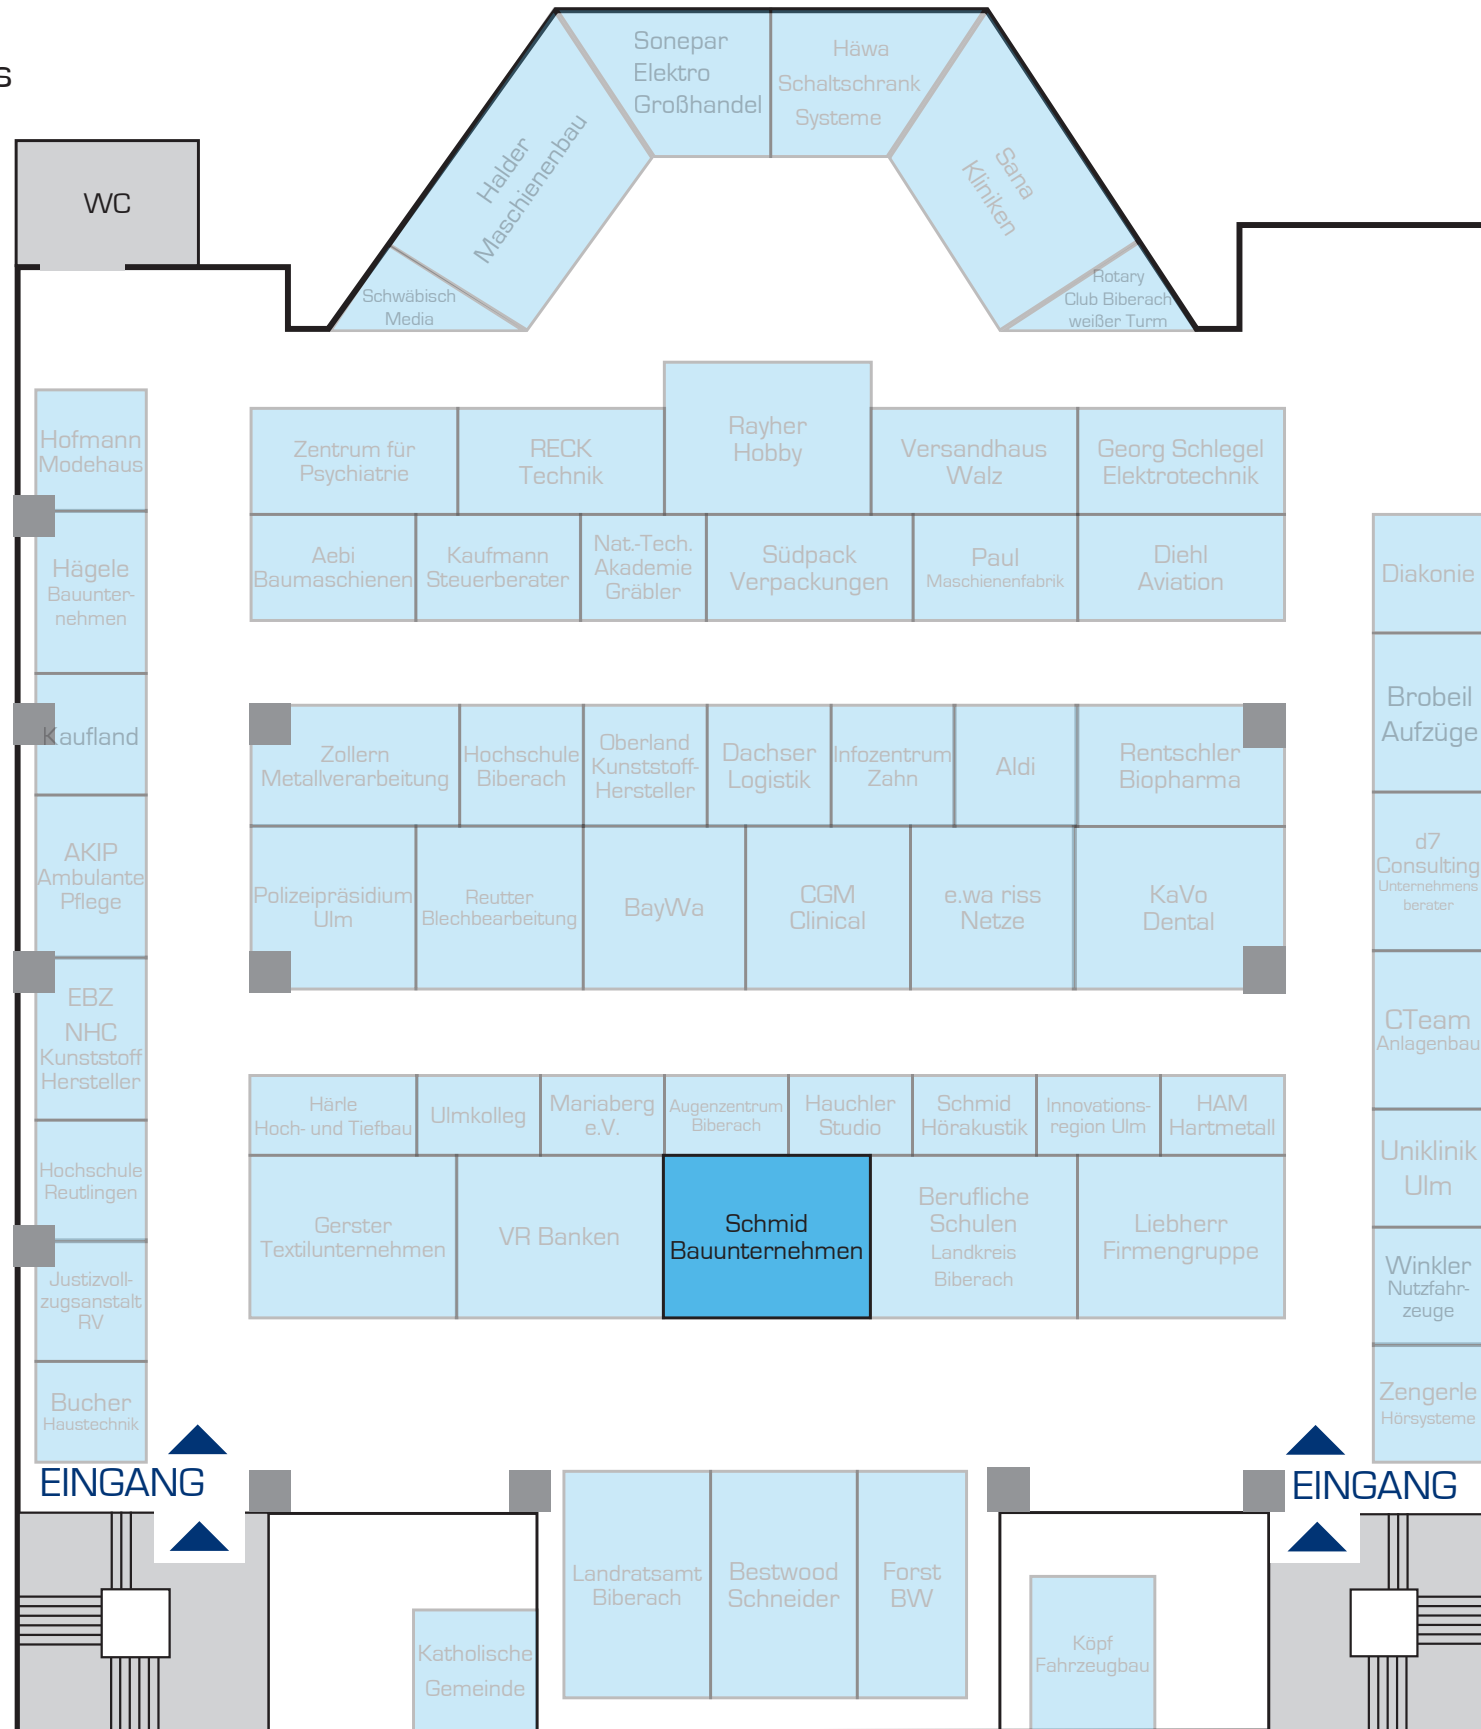 s
WC
Sonepar
Elektro
Großhandel
Häwa
Schaltschrank
Systeme
Halder
Maschienenbau
Sana
Kliniken
Schwäbisch
Media
Rotary
Club Biberach
weißer Turm
Hofmann
Modehaus
Hägele
Bauunter-
nehmen
Kaufland
AKIP
Ambulante
Pflege
EBZ
NHC
Kunststoff
Hersteller
Hochschule
Reutlingen
Justizvoll-
zugsanstalt
RV
Bucher
Haustechnik
Zentrum für
Psychiatrie
RECK
Technik
Rayher
Hobby
Versandhaus
Walz
Georg Schlegel
Elektrotechnik
Aebi
Baumaschienen
Kaufmann
Steuerberater
Nat.-Tech.
Akademie
Gräbler
Südpack
Verpackungen
Paul
Maschienenfabrik
Diehl
Aviation
Zollern
Metallverarbeitung
Hochschule
Biberach
Oberland
Kunststoff-
Hersteller
Dachser
Logistik
Infozentrum
Zahn
Aldi
Rentschler
Biopharma
Polizeipräsidium
Ulm
Reutter
Blechbearbeitung
BayWa
CGM
Clinical
e.wa riss
Netze
KaVo
Dental
Härle
Hoch- und Tiefbau
Ulmkolleg
Mariaberg
e.V.
Augenzentrum
Biberach
Hauchler
Studio
Schmid
Hörakustik
Innovations-
region Ulm
HAM
Hartmetall
Gerster
Textilunternehmen
VR Banken
Schmid
Bauunternehmen
Berufliche
Schulen
Landkreis
Biberach
Liebherr
Firmengruppe
Diakonie
Brobeil
Aufzüge
d7
Consulting
Unternehmens
berater
CTeam
Anlagenbau
Uniklinik
Ulm
Winkler
Nutzfahr-
zeuge
Zengerle
Hörsysteme
EINGANG
EINGANG
Landratsamt
Biberach
Bestwood
Schneider
Forst
BW
Katholische
Gemeinde
Köpf
Fahrzeugbau